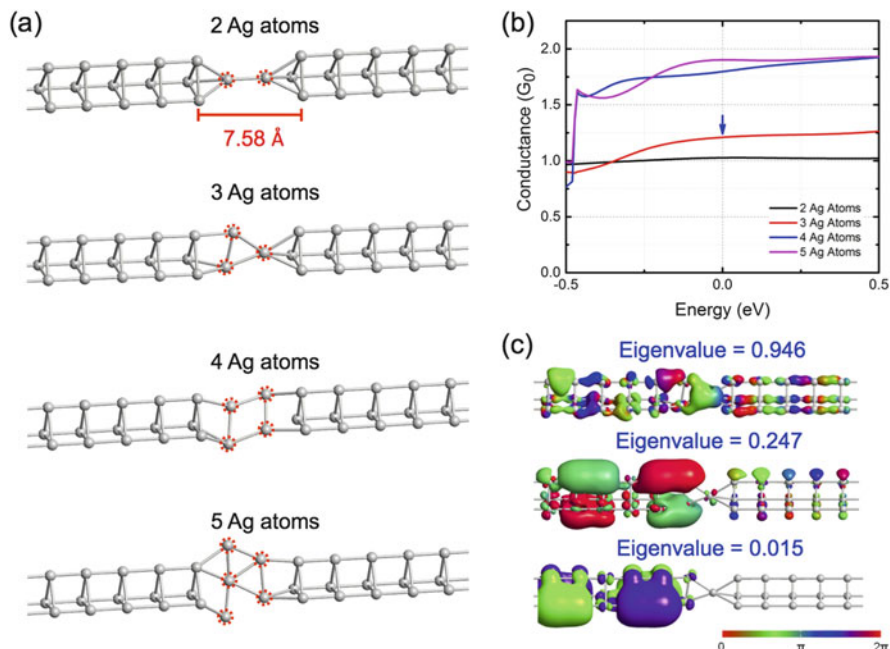 (a)
2 Ag atoms
7.58 Å
3 Ag atoms
4 Ag atoms
5 Ag atoms
(b)
Conductance (G0)
2.0
1.5
1.0
0.5
0.0
-0.5
0.0
0.5
Energy (eV)
2 Ag Atoms
3 Ag Atoms
4 Ag Atoms
5 Ag Atoms
(c)
Eigenvalue = 0.946
Eigenvalue = 0.247
Eigenvalue = 0.015
0 π 2π